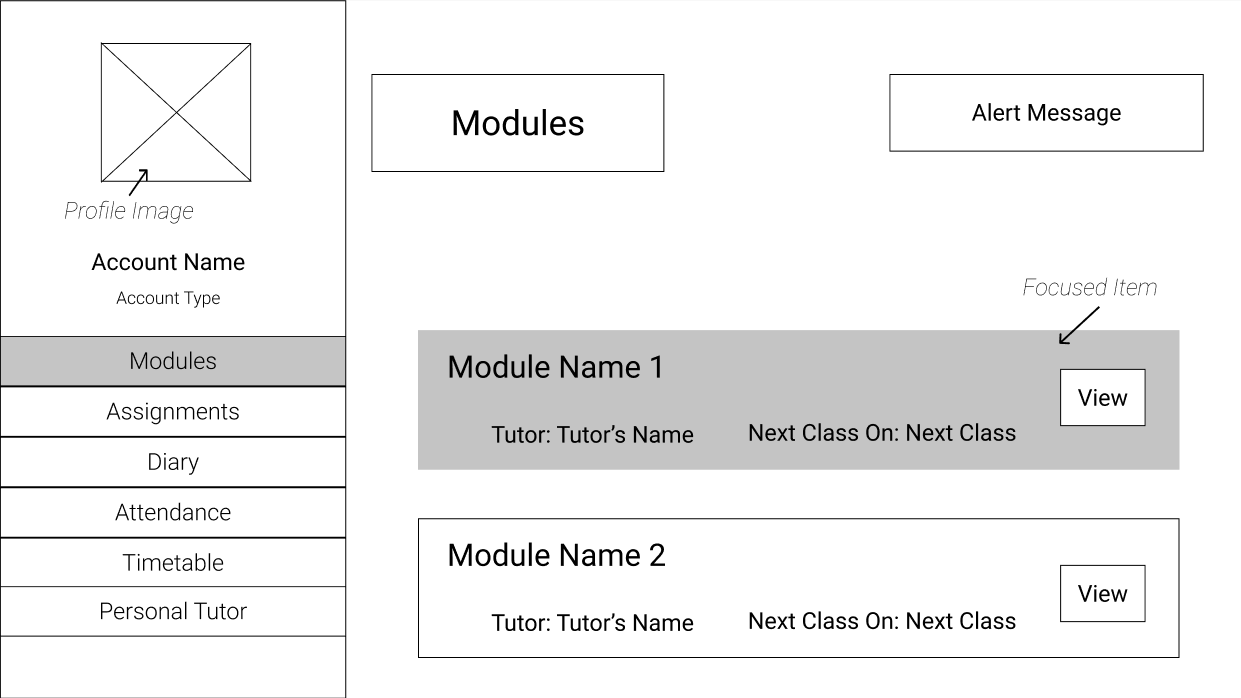 Profile Image
Account Name
Account Type
Modules
Assignments
Diary
Attendance
Timetable
Personal Tutor
Modules
Alert Message
Focused Item
Module Name 1
Tutor: Tutor’s Name
Next Class On: Next Class
View
Module Name 2
Tutor: Tutor’s Name
Next Class On: Next Class
View